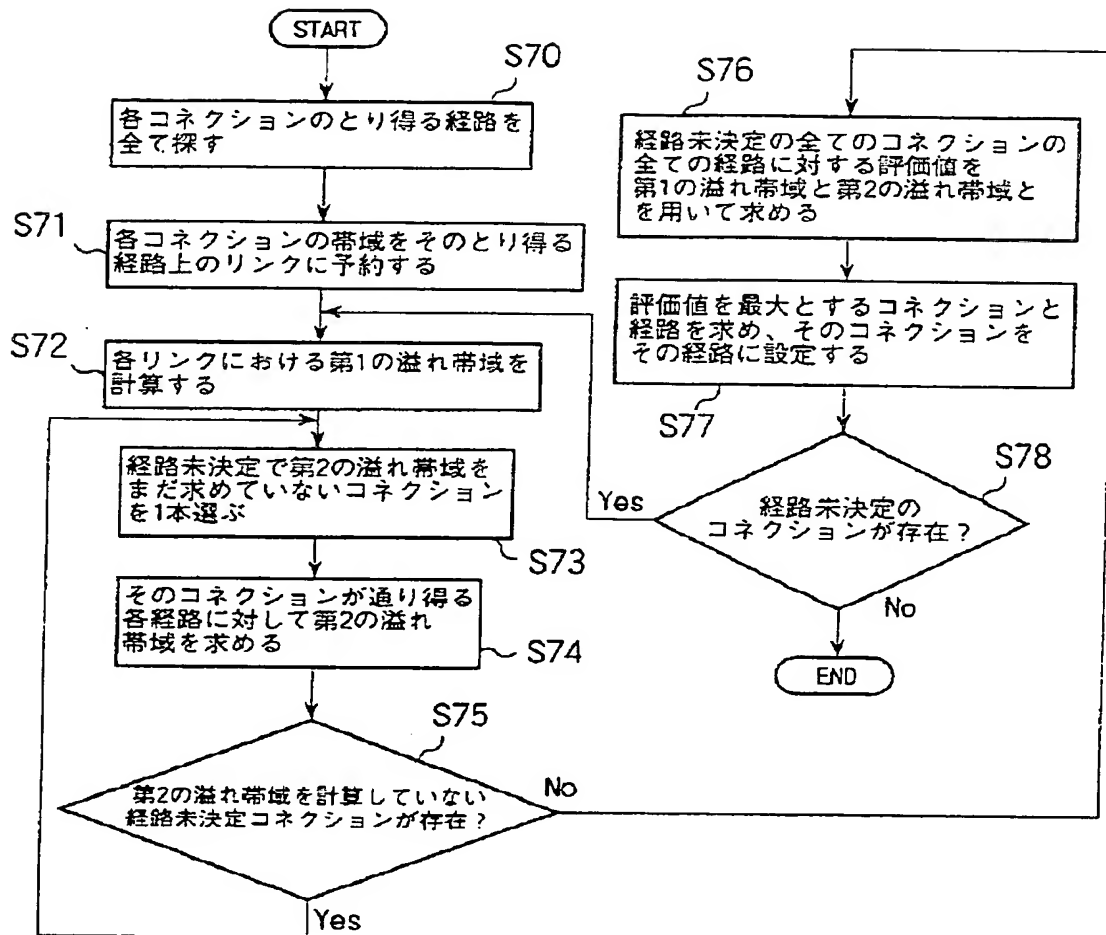 START
S70
各コネクションのとり得る経路を
全て探す
S71
各コネクションの帯域をそのとり得る
経路上のリンクに予約する
S72
各リンクにおける第1の溢れ帯域を
計算する
経路未決定で第2の溢れ帯域を
まだ求めていないコネクション
を1本選ぶ
S73
そのコネクションが通り得る
各経路に対して第2の溢れ
帯域を求める
S74
S75
第2の溢れ帯域を計算していない
経路未決定コネクションが存在?
No
Yes
S76
経路未決定の全てのコネクションの
全ての経路に対する評価値を
第1の溢れ帯域と第2の溢れ帯域と
を用いて求める
評価値を最大とするコネクションと
経路を求め、そのコネクションを
その経路に設定する
S77
S78
Yes
経路未決定の
コネクションが存在?
No
END